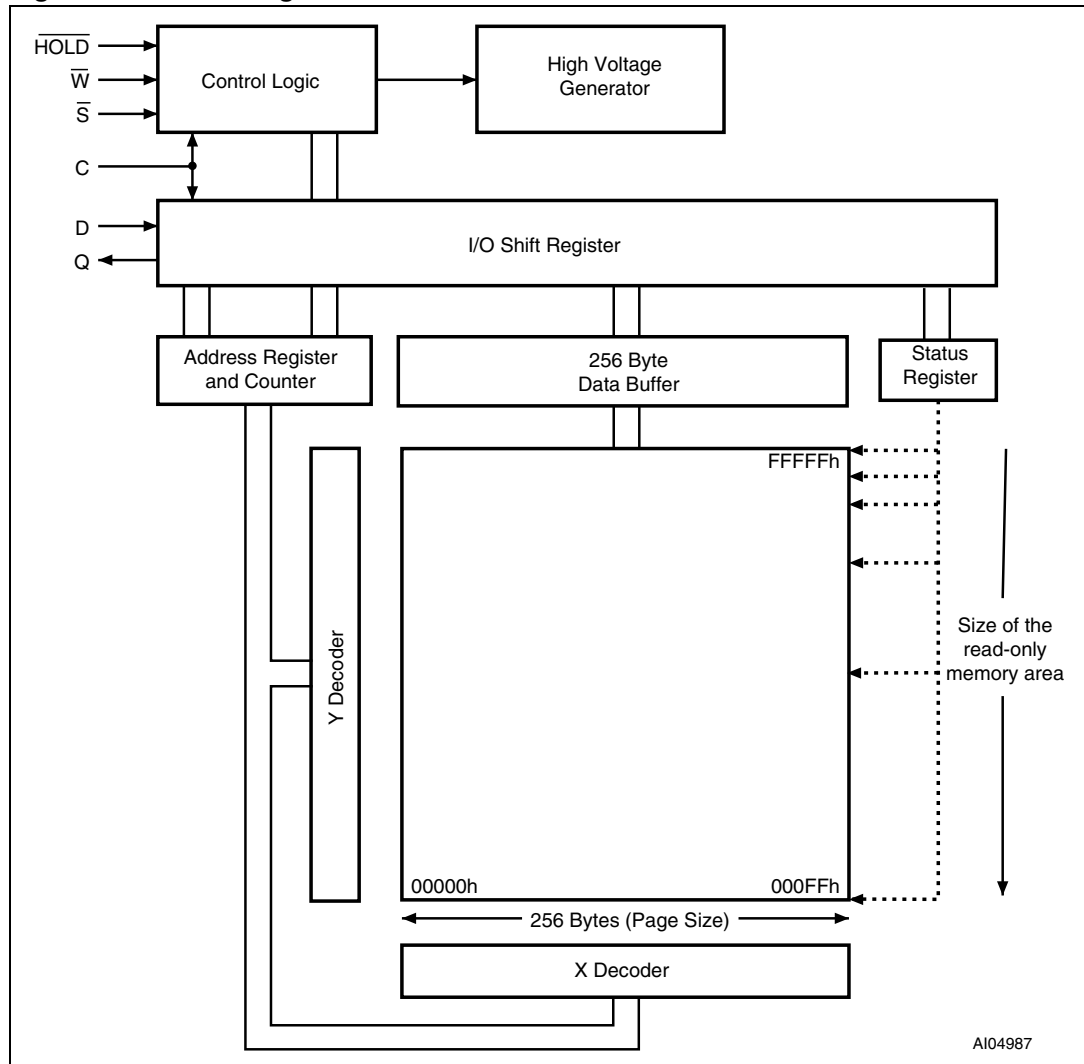 HOLD
W
S
C
D
Q
Control Logic
High Voltage
Generator
I/O Shift Register
Address Register
and Counter
256 Byte
Data Buffer
Status
Register
FFFFFh
Y Decoder
Size of the
read-only
memory area
00000h
000FFh
256 Bytes (Page Size)
X Decoder
AI04987